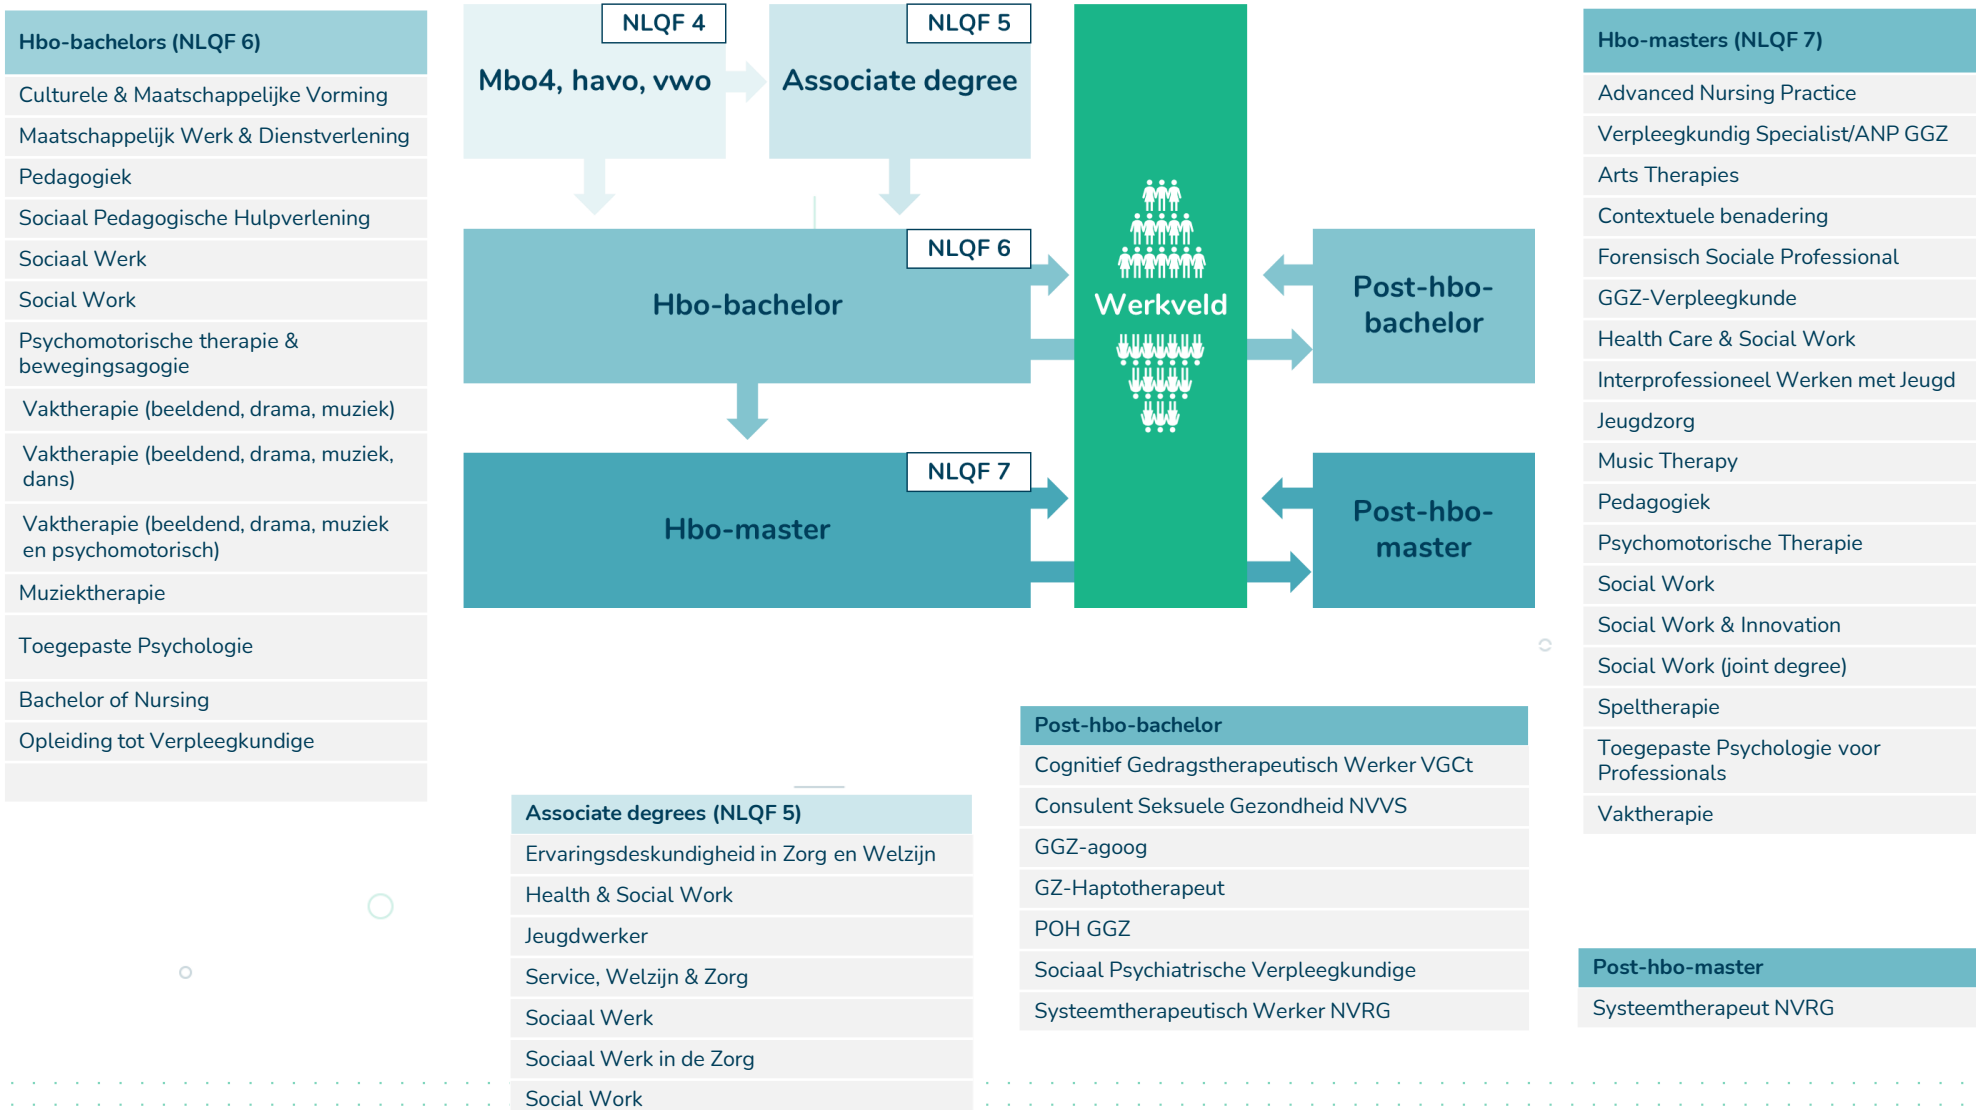 Hbo-bachelors (NLQF 6)
Culturele & Maatschappelijke Vorming
Maatschappelijk Werk & Dienstverlening
Pedagogiek
Sociaal Pedagogische Hulpverlening
Sociaal Werk
Social Work
Psychomotorische therapie &
bewegingsagogie
Vaktherapie (beeldend, drama, muziek)
Vaktherapie (beeldend, drama, muziek,
dans)
Vaktherapie (beeldend, drama, muziek
en psychomotorisch)
Muziektherapie
Toegepaste Psychologie
Bachelor of Nursing
Opleiding tot Verpleegkundige
NLQF 4
Mbo4, havo, vwo
NLQF 5
Associate degree
NLQF 6
Hbo-bachelor
NLQF 7
Hbo-master
Werkveld
Post-hbo-
bachelor
Post-hbo-
master
Associate degrees (NLQF 5)
Ervaringsdeskundigheid in Zorg en Welzijn
Health & Social Work
Jeugdwerker
Service, Welzijn & Zorg
Sociaal Werk
Sociaal Werk in de Zorg
Social Work
Post-hbo-bachelor
Cognitief Gedragstherapeutisch Werker VGCt
Consulent Seksuele Gezondheid NVVS
GGZ-agoog
GZ-Haptotherapeut
POH GGZ
Sociaal Psychiatrische Verpleegkundige
Systeemtherapeutisch Werker NVRG
Hbo-masters (NLQF 7)
Advanced Nursing Practice
Verpleegkundig Specialist/ANP GGZ
Arts Therapies
Contextuele benadering
Forensisch Sociale Professional
GGZ-Verpleegkunde
Health Care & Social Work
Interprofessioneel Werken met Jeugd
Jeugdzorg
Music Therapy
Pedagogiek
Psychomotorische Therapie
Social Work
Social Work & Innovation
Social Work (joint degree)
Speltherapie
Toegepaste Psychologie voor
Professionals
Vaktherapie
Post-hbo-master
Systeemtherapeut NVRG